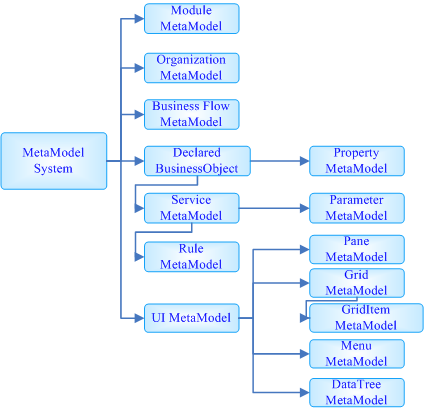 Module
MetaModel
Organization
MetaModel
Business Flow
MetaModel
MetaModel
System
Declared
BusinessObject
Property
MetaModel
Service
MetaModel
Parameter
MetaModel
Rule
MetaModel
Pane
MetaModel
Grid
MetaModel
UI MetaModel
GridItem
MetaModel
Menu
MetaModel
DataTree
MetaModel